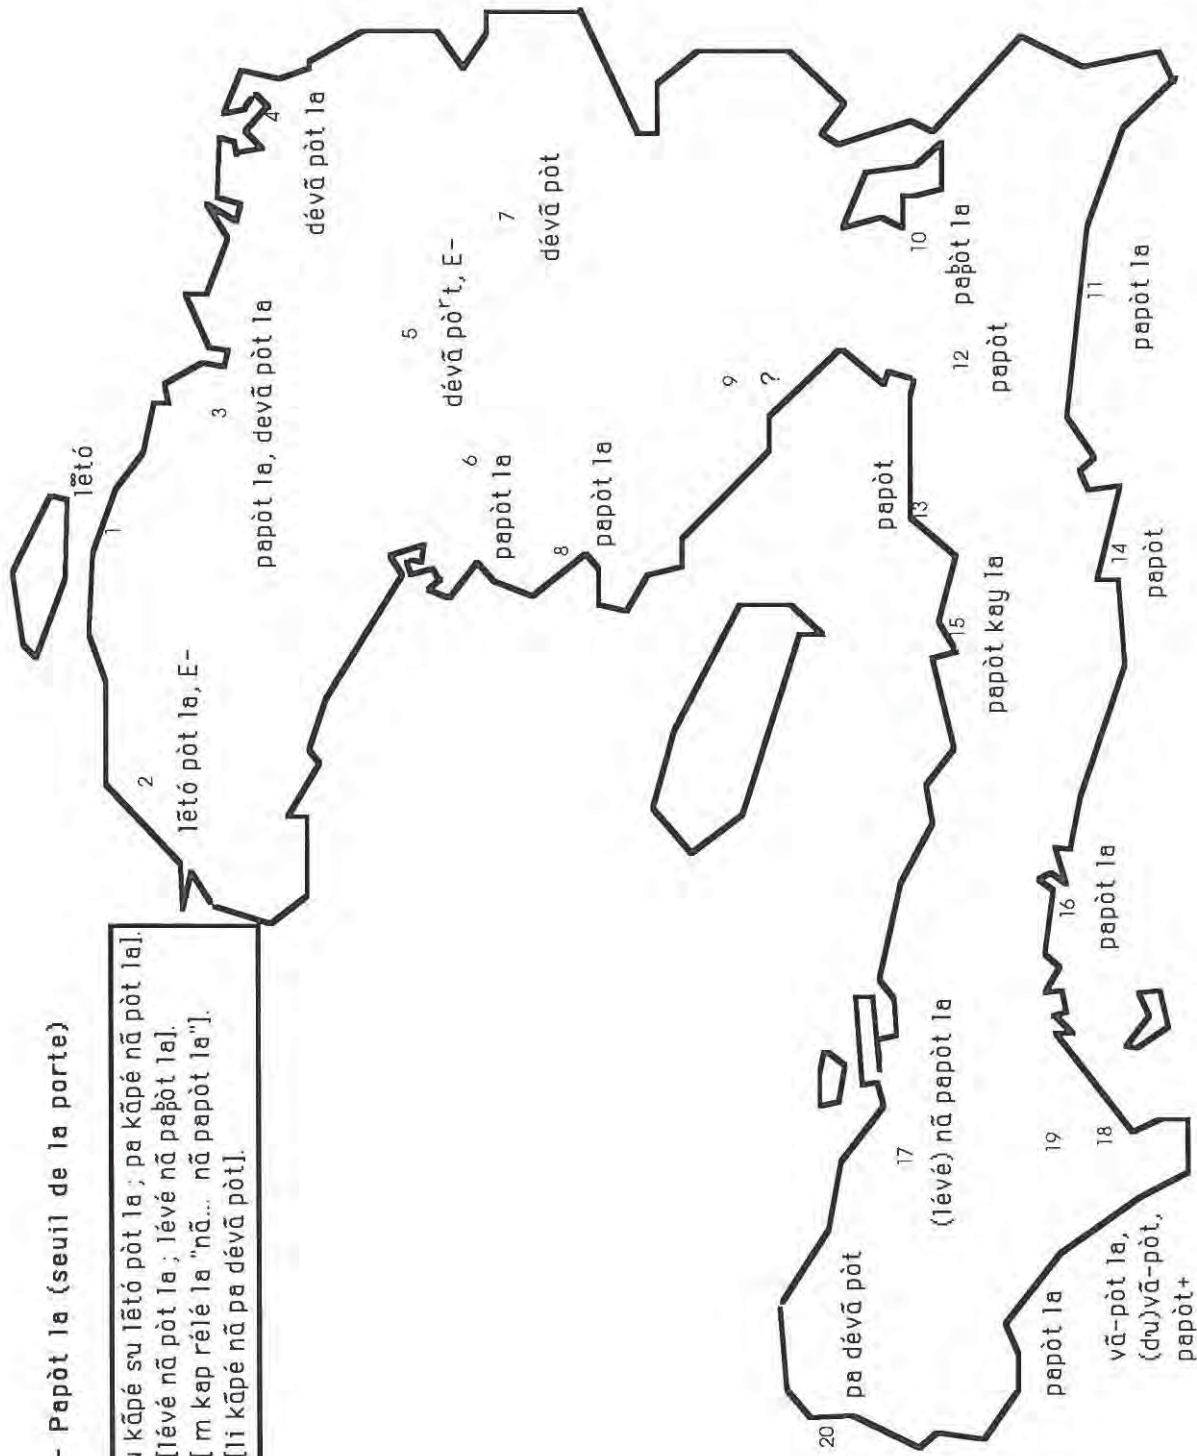 - Papòt la (seuil de la porte)
kãpé su lẽtó pòt la ; pa kãpé nã pòt la].
[lévé nã pòt la ; lévé nã papòt la].
[m kap rélé la "nã... nã papòt la"].
[li kãpé nã pa dévã pòt].
lẽtó
1
2
lẽtó pòt la, E-
3
papòt la, devã pòt la
4
dévã pòt la
5
dévã pòʳt, E-
6
papòt la
7
dévã pòt
8
papòt la
9
?
10
papòt la
11
papòt la
12
papòt
13
papòt
14
papòt
15
papòt kay la
16
papòt la
17
(lévé) nã papòt la
18
vã-pòt la,
(du)vã-pòt,
papòt+
19
papòt la
20
pa dévã pòt